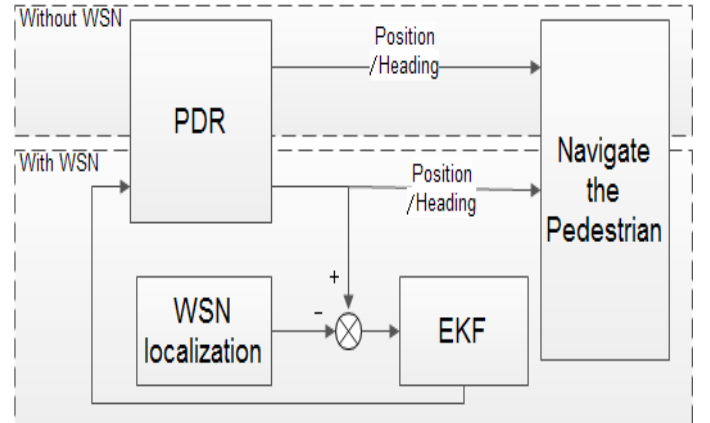 Without WSN
Position
/Heading
PDR
Navigate
the
Pedestrian
With WSN
Position
/Heading
+
−
WSN
localization
EKF